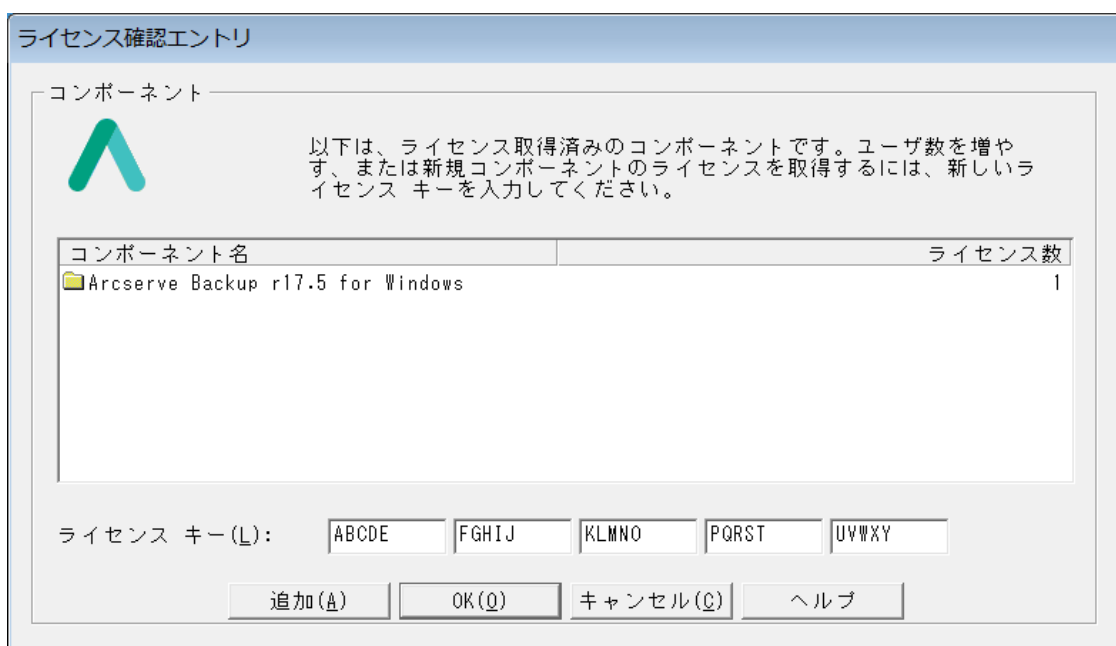 ライセンス確認エントリ
コンポーネント
以下は、ライセンス取得済みのコンポーネントです。ユーザ数を増や
す、または新規コンポーネントのライセンスを取得するには、新しいラ
イセンス キーを入力してください。
コンポーネント名 ライセンス数
Arcserve Backup r17.5 for Windows 1
ライセンス キー(L): ABCDE FGHIJ KLMNO PQRST UVWXY
追加(A) OK(O) キャンセル(C) ヘルプ